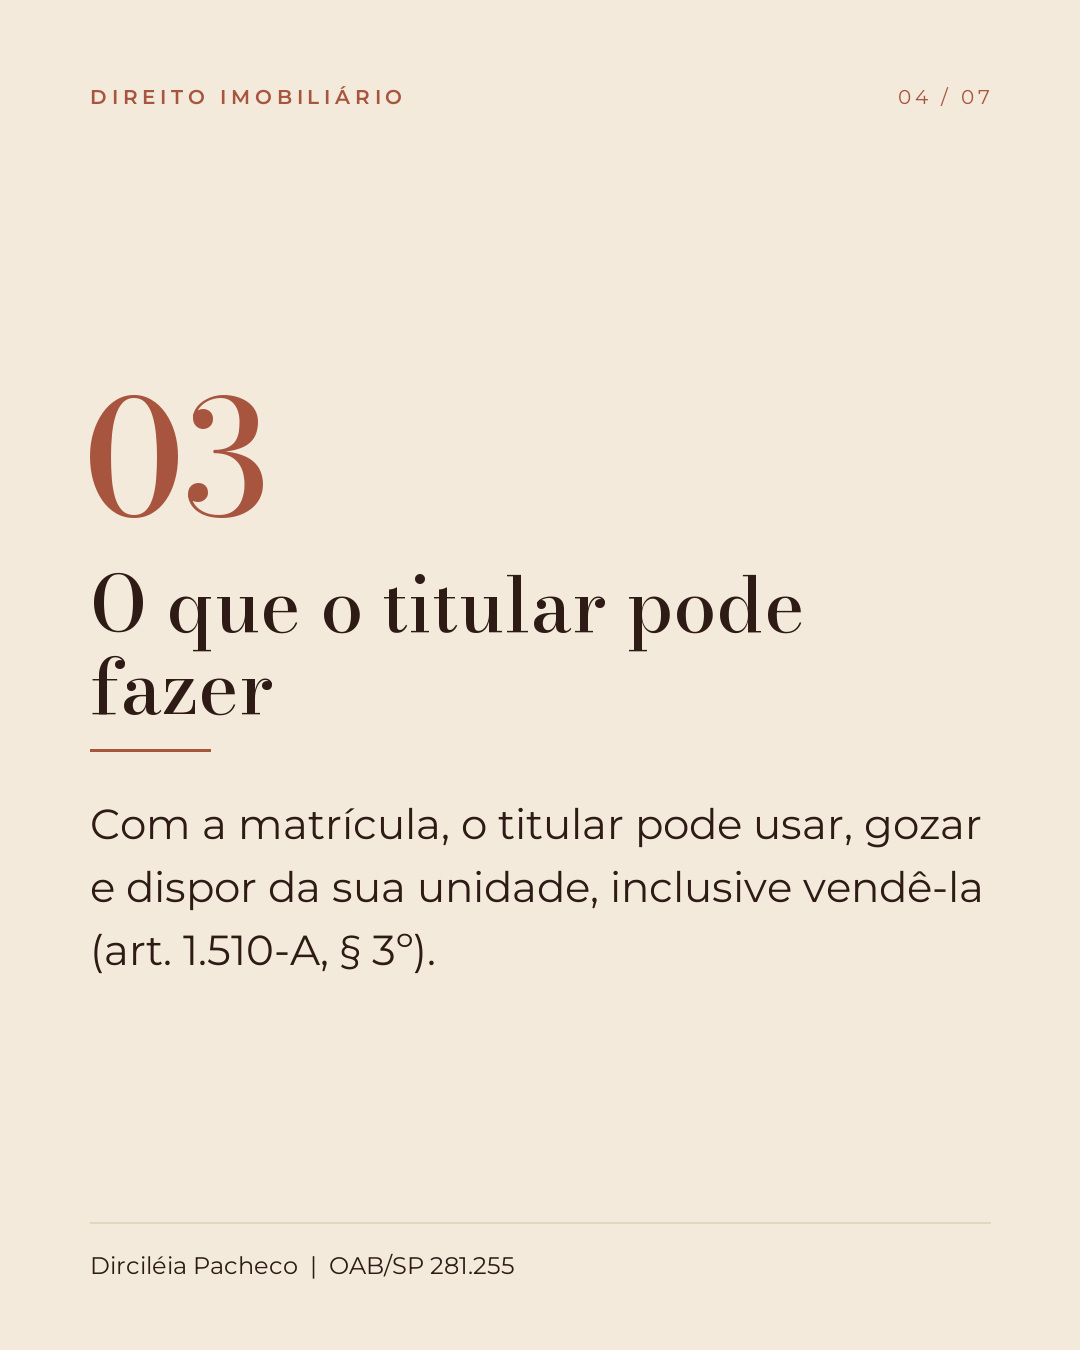 DIREITO IMOBILIÁRIO
04 / 07
03
O que o titular pode
fazer
Com a matrícula, o titular pode usar, gozar
e dispor da sua unidade, inclusive vendê-la
(art. 1.510-A, § 3º).
Dirciléia Pacheco | OAB/SP 281.255